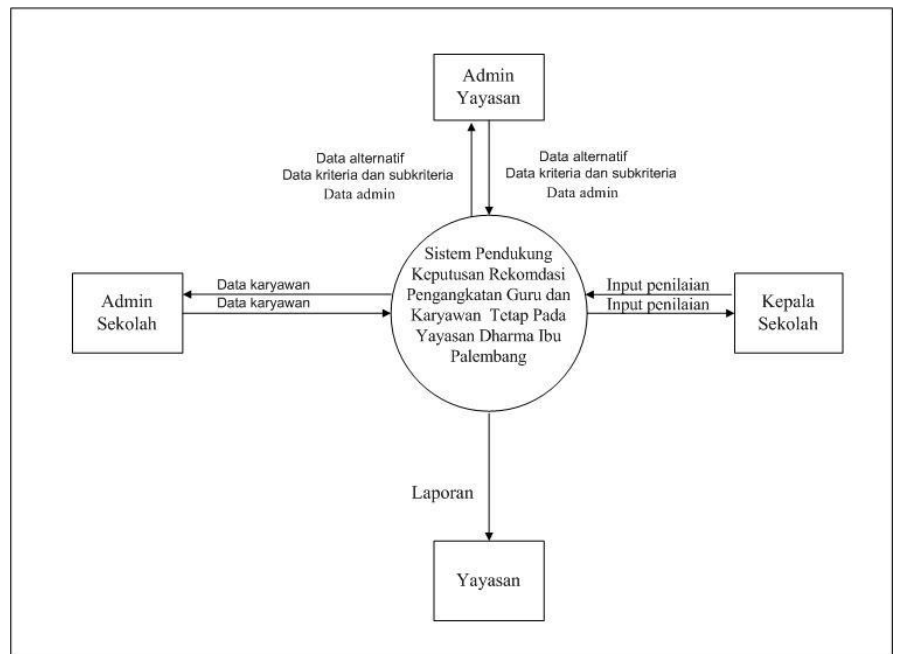 Admin
Yayasan
Data alternatif
Data kriteria dan subkriteria
Data admin
Data alternatif
Data kriteria dan subkriteria
Data admin
Sistem Pendukung
Keputusan Rekomdasi
Pengangkatan Guru dan
Karyawan Tetap Pada
Yayasan Dharma Ibu
Palembang
Admin
Sekolah
Data karyawan
Data karyawan
Input penilaian
Input penilaian
Kepala
Sekolah
Laporan
Yayasan